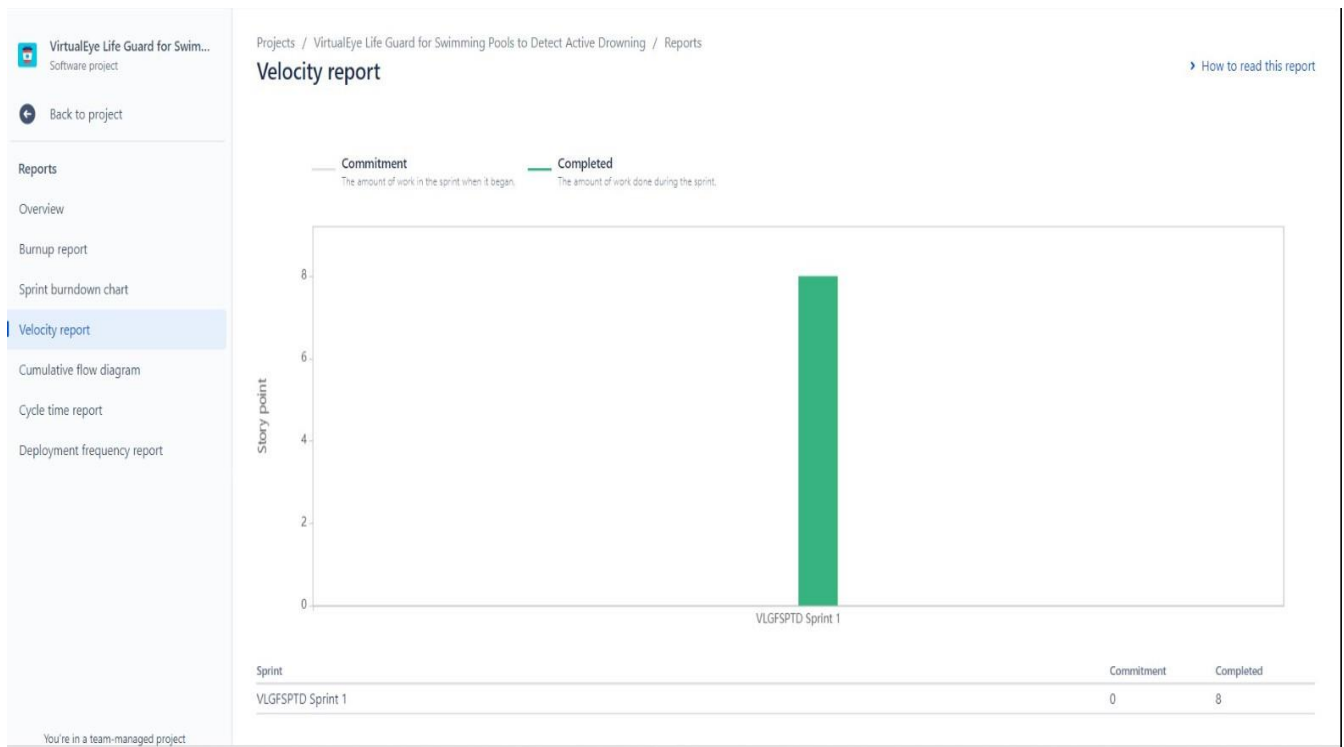 VirtualEye Life Guard for Swim...
Software project
Back to project
Reports
Overview
Burnup report
Sprint burndown chart
Velocity report
Cumulative flow diagram
Cycle time report
Deployment frequency report
You're in a team-managed project
Projects / VirtualEye Life Guard for Swimming Pools to Detect Active Drowning / Reports
Velocity report
How to read this report
Commitment
The amount of work in the sprint when it began.
Completed
The amount of work done during the sprint.
Story point
8
6
4
2
0
VLGFSPTD Sprint 1
Sprint Commitment Completed
VLGFSPTD Sprint 1 0 8